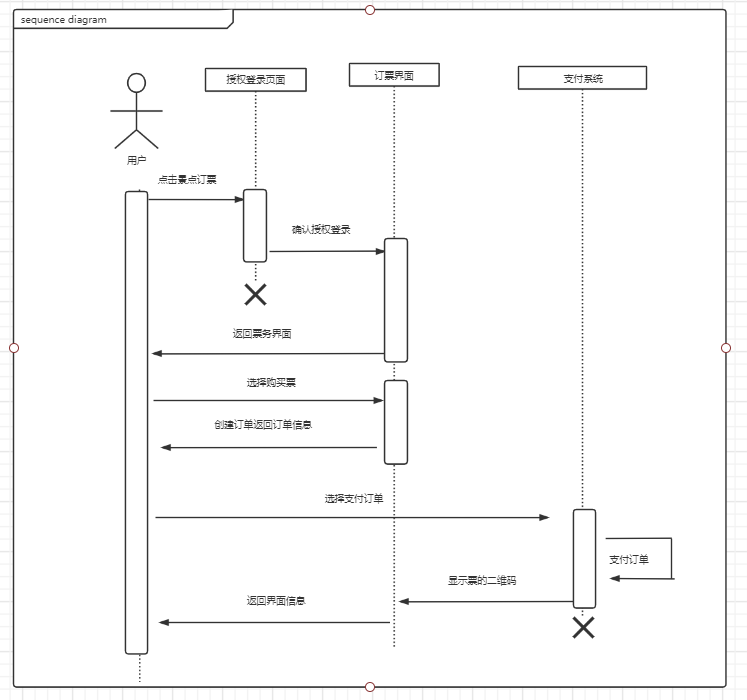 sequence diagram
授权登录页面
订票界面
支付系统
用户
点击景点订票
确认授权登录
返回票务界面
选择购买票
创建订单返回订单信息
选择支付订单
支付订单
显示票的二维码
返回界面信息